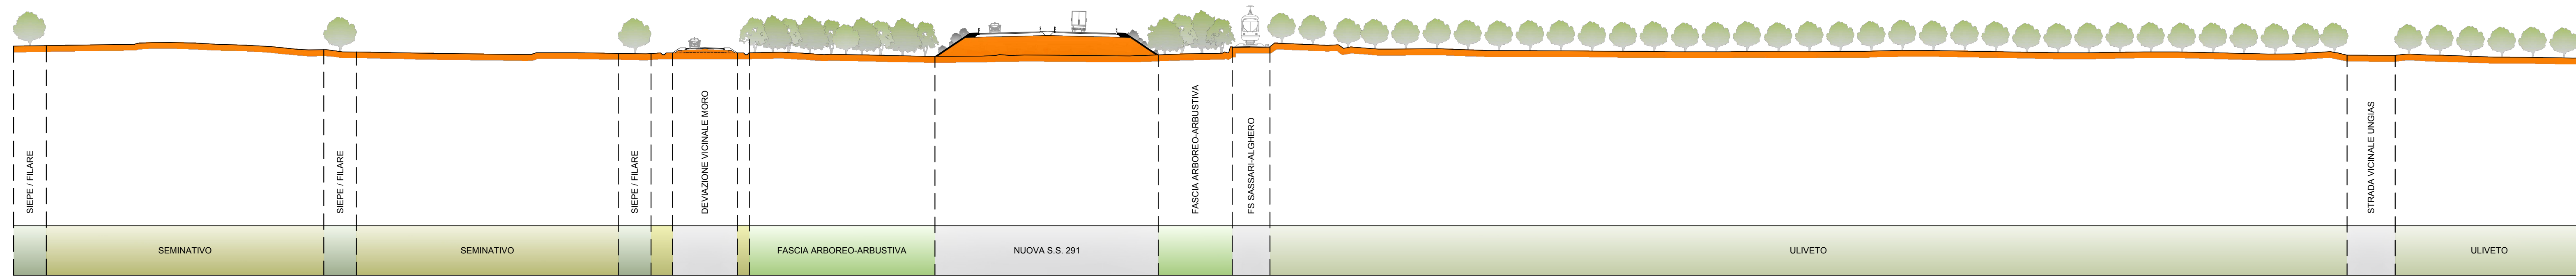 SIEPE / FILARE
SIEPE / FILARE
SIEPE / FILARE
DEVIAZIONE VICINALE MORO
FASCIA ARBOREO-ARBUSTIVA
FS SASSARI-ALGHERO
STRADA VICINALE UNGIAS
SEMINATIVO
SEMINATIVO
FASCIA ARBOREO-ARBUSTIVA
NUOVA S.S. 291
ULIVETO
ULIVETO